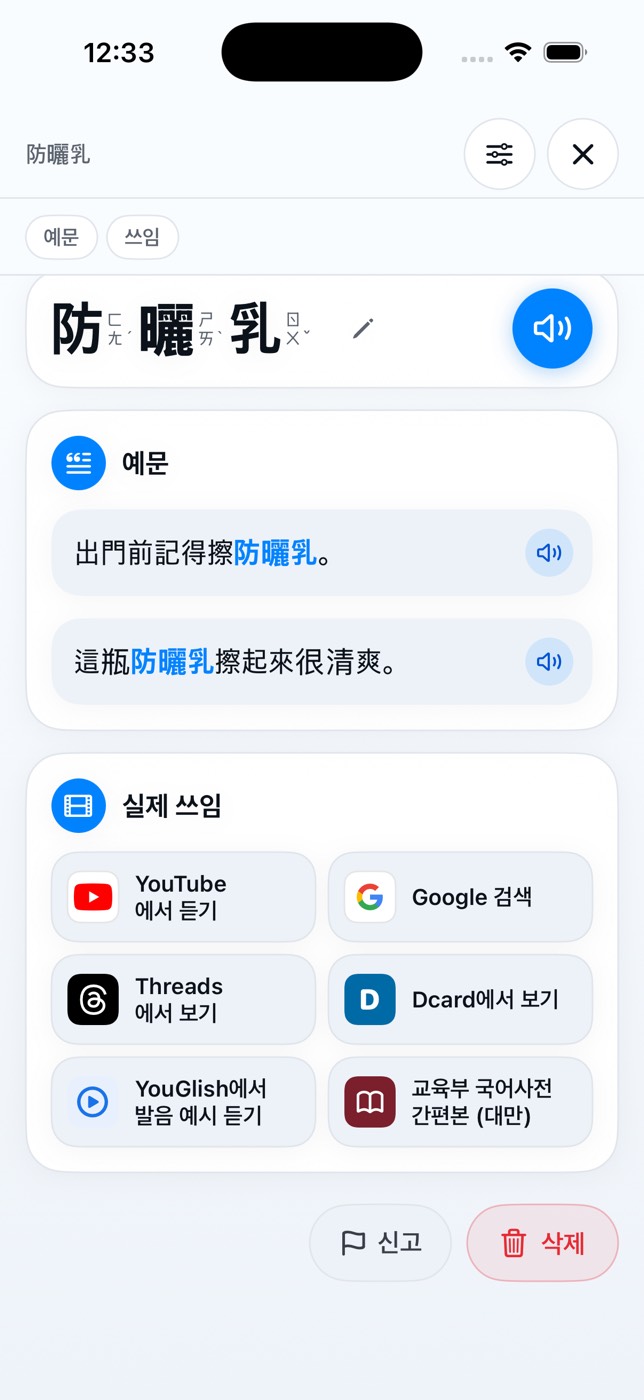 12:33
防曬乳
예문
쓰임
防ㄈㄤˊ曬ㄕㄞˋ乳ㄖㄨˇ
예문
出門前記得擦防曬乳。
這瓶防曬乳擦起來很清爽。
실제 쓰임
YouTube
에서 듣기
Google 검색
Threads
에서 보기
D
Dcard에서 보기
YouGlish에서
발음 예시 듣기
교육부 국어사전
간편본 (대만)
신고
삭제